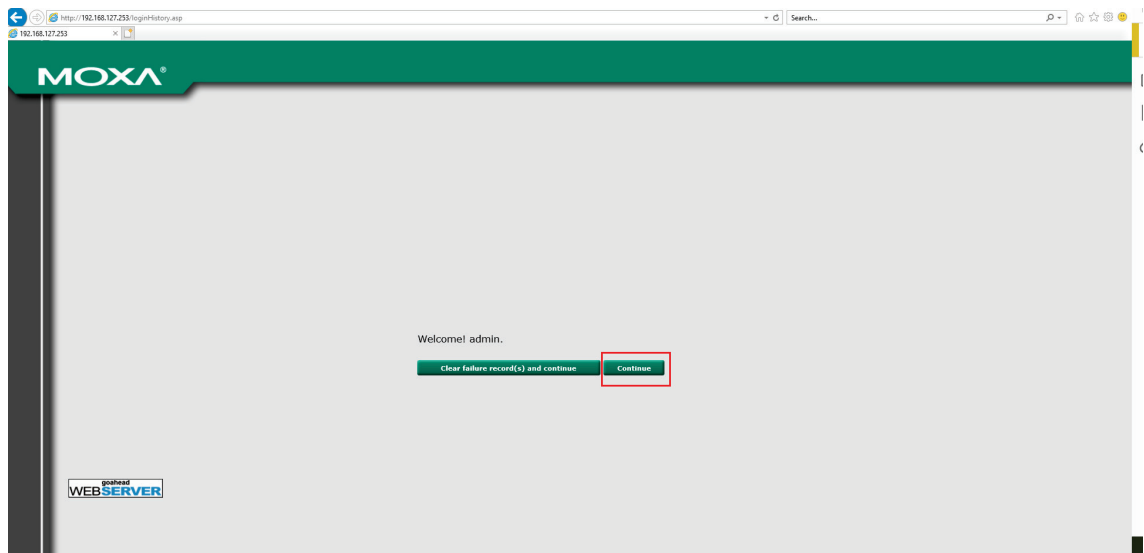 http://192.168.127.253/loginHistory.asp
Search...
192.168.127.253
MOXA®
Welcome! admin.
Clear failure record(s) and continue
Continue
goahead
WEBSERVER